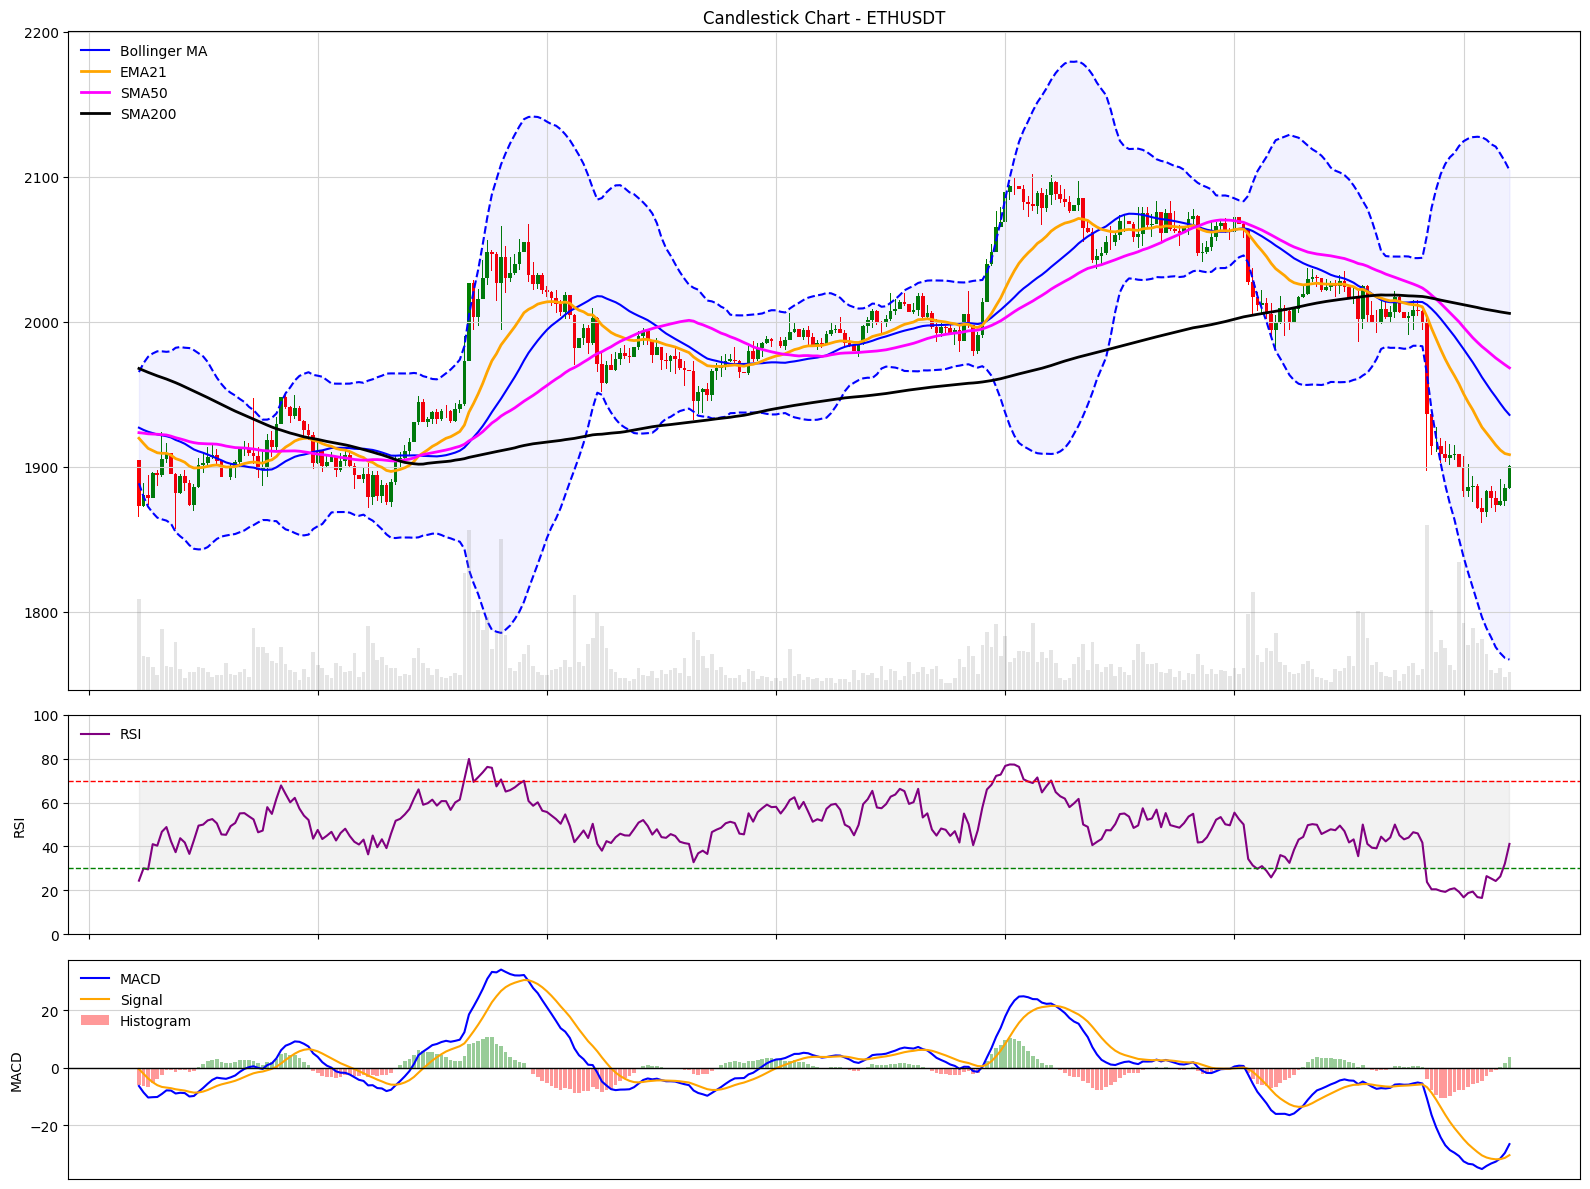 Candlestick Chart - ETHUSDT
2200
Bollinger MA
EMA21
SMA50
SMA200
2100
2000
1900
1800
100
RSI
80
60
RSI
40
20
0
MACD
Signal
20
Histogram
MACD
0
−20